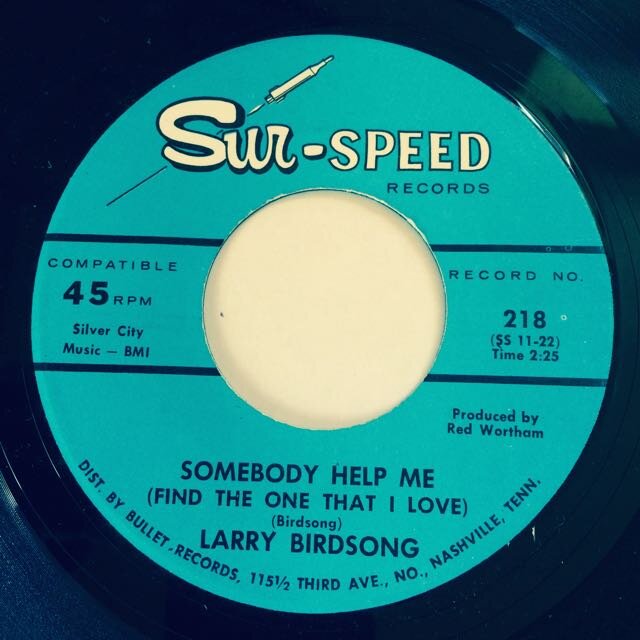 Sur-SPEED
RECORDS
COMPATIBLE
45 RPM
Silver City
Music – BMI
RECORD NO.
218
(SS 11-22)
Time 2:25
Produced by
Red Wortham
SOMEBODY HELP ME
(FIND THE ONE THAT I LOVE)
(Birdsong)
LARRY BIRDSONG
DIST. BY BULLET RECORDS, 115½ THIRD AVE., NO., NASHVILLE, TENN.